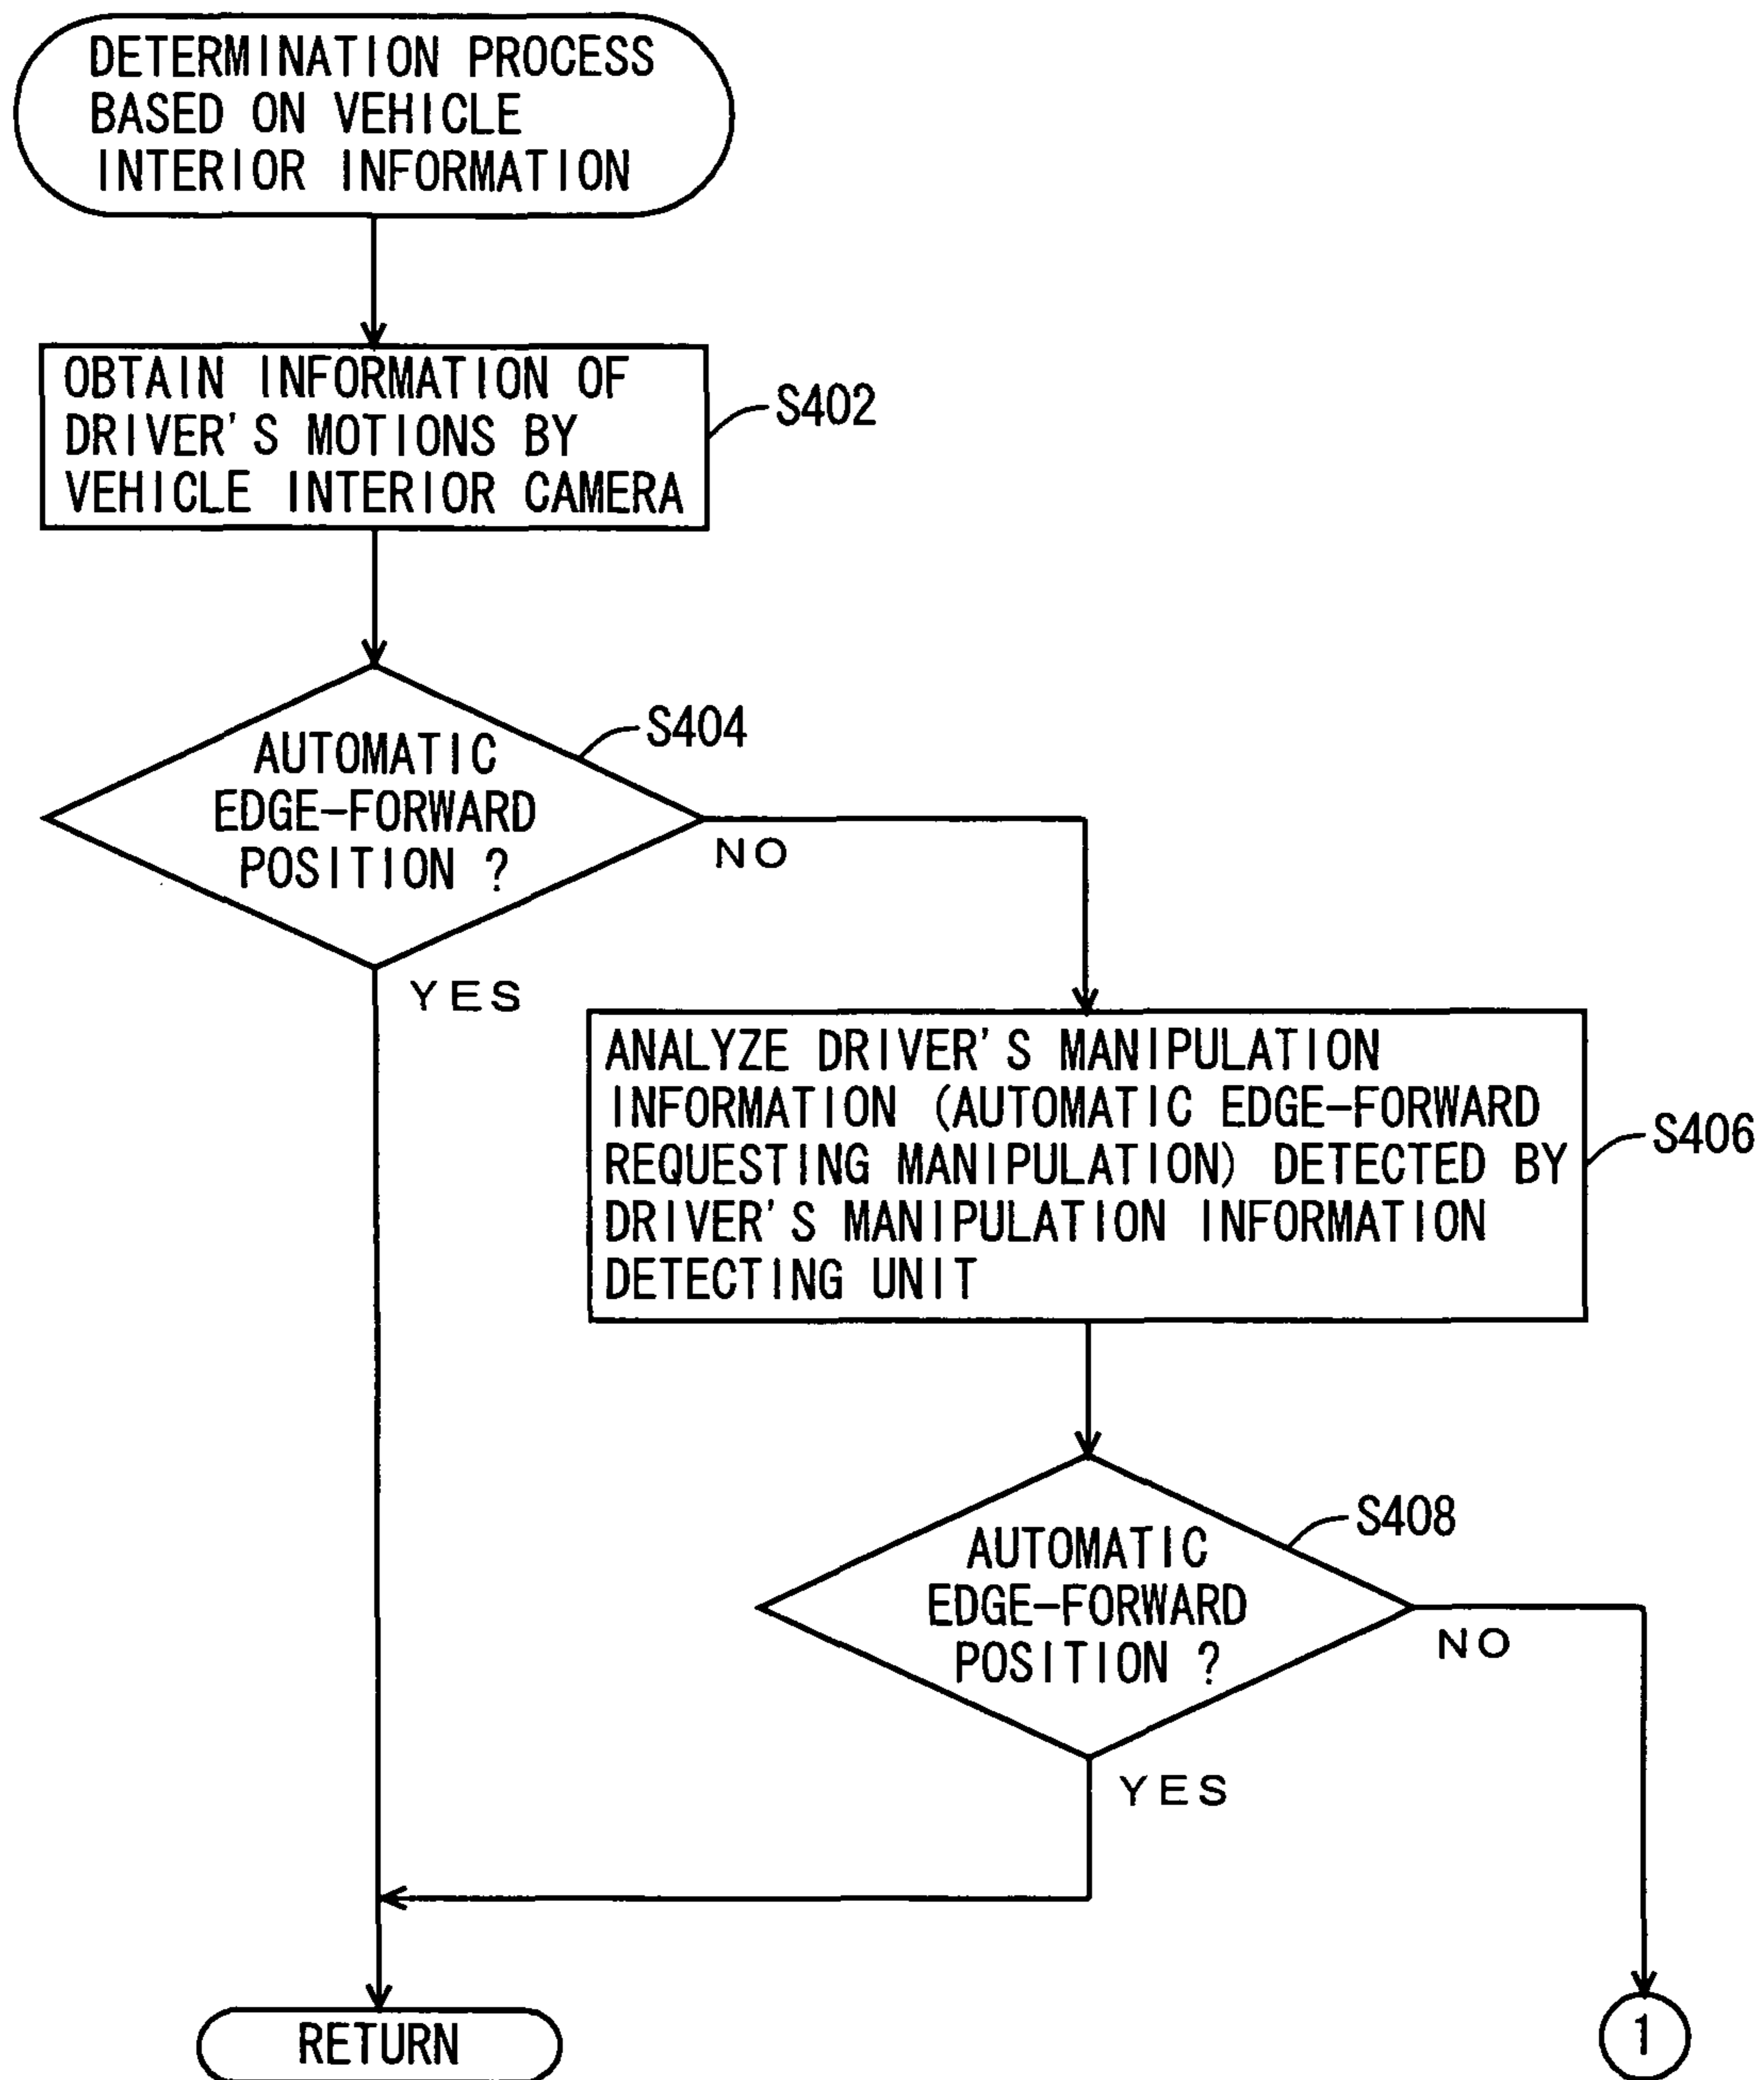 DETERMINATION PROCESS
BASED ON VEHICLE
INTERIOR INFORMATION
OBTAIN INFORMATION OF
DRIVER'S MOTIONS BY
VEHICLE INTERIOR CAMERA
S402
AUTOMATIC
EDGE-FORWARD
POSITION ?
S404
NO
YES
ANALYZE DRIVER'S MANIPULATION
INFORMATION (AUTOMATIC EDGE-FORWARD
REQUESTING MANIPULATION) DETECTED BY
DRIVER'S MANIPULATION INFORMATION
DETECTING UNIT
S406
AUTOMATIC
EDGE-FORWARD
POSITION ?
S408
NO
YES
RETURN
1